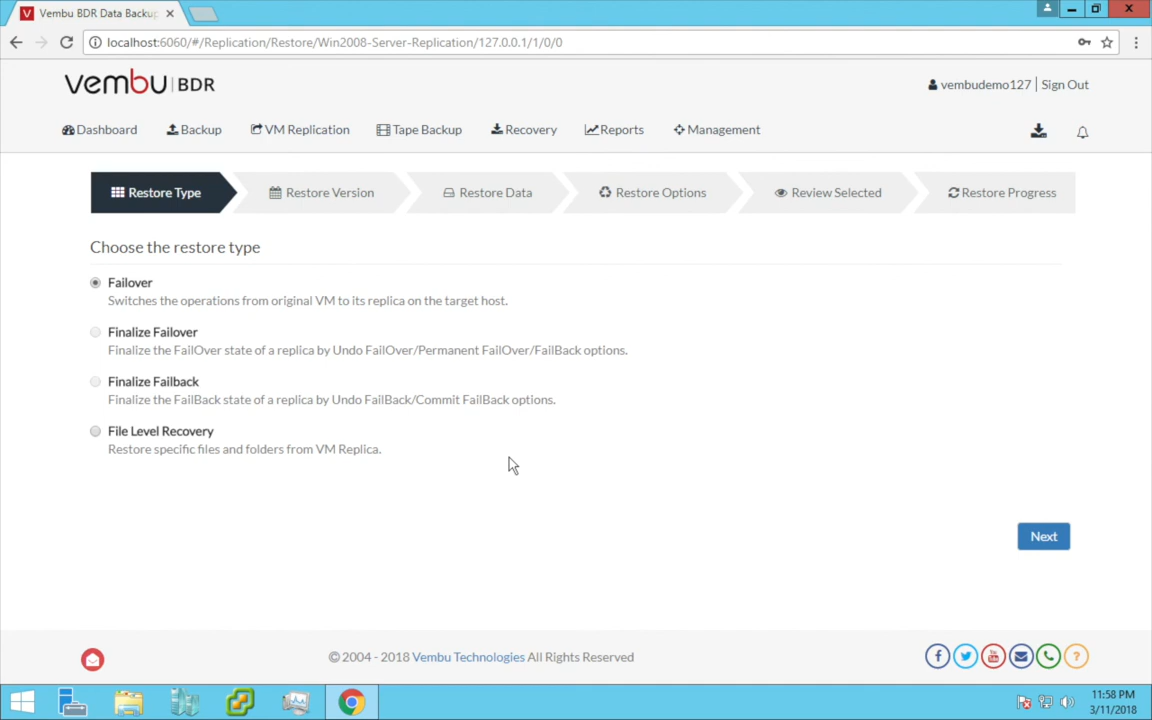 Vembu BDR Data Backup
localhost:6060/#/Replication/Restore/Win2008-Server-Replication/127.0.0.1/1/0/0
vembu BDR
vembudemo127 | Sign Out
Dashboard Backup VM Replication Tape Backup Recovery Reports Management
Restore Type Restore Version Restore Data Restore Options Review Selected Restore Progress
Choose the restore type
Failover
Switches the operations from original VM to its replica on the target host.
Finalize Failover
Finalize the FailOver state of a replica by Undo FailOver/Permanent FailOver/FailBack options.
Finalize Failback
Finalize the FailBack state of a replica by Undo FailBack/Commit FailBack options.
File Level Recovery
Restore specific files and folders from VM Replica.
Next
© 2004 - 2018 Vembu Technologies All Rights Reserved
11:58 PM
3/11/2018